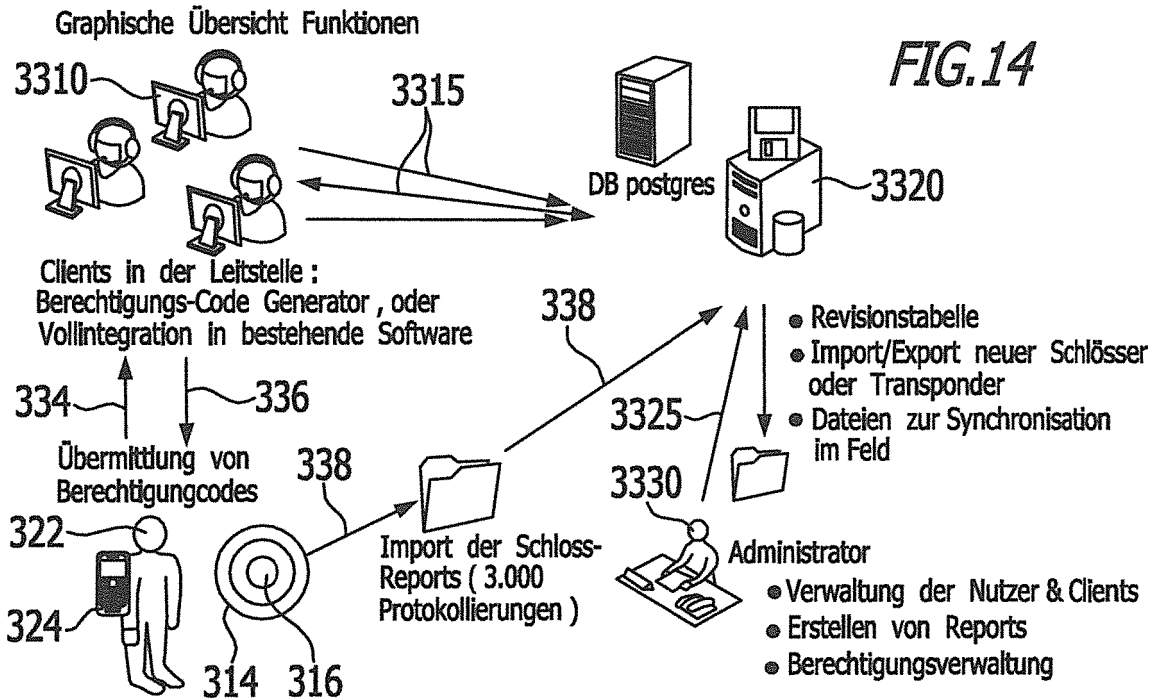 Graphische Übersicht Funktionen
FIG.14
3310
3315
DB postgres
3320
Clients in der Leitstelle :
Berechtigungs-Code Generator , oder
Vollintegration in bestehende Software
338
• Revisionstabelle
• Import/Export neuer Schlösser
oder Transponder
• Dateien zur Synchronisation
im Feld
334
336
3325
Übermittlung von
Berechtigungcodes
338
3330
322
Import der Schloss-
Reports ( 3.000
Protokollierungen )
Administrator
• Verwaltung der Nutzer & Clients
• Erstellen von Reports
• Berechtigungsverwaltung
324
314
316